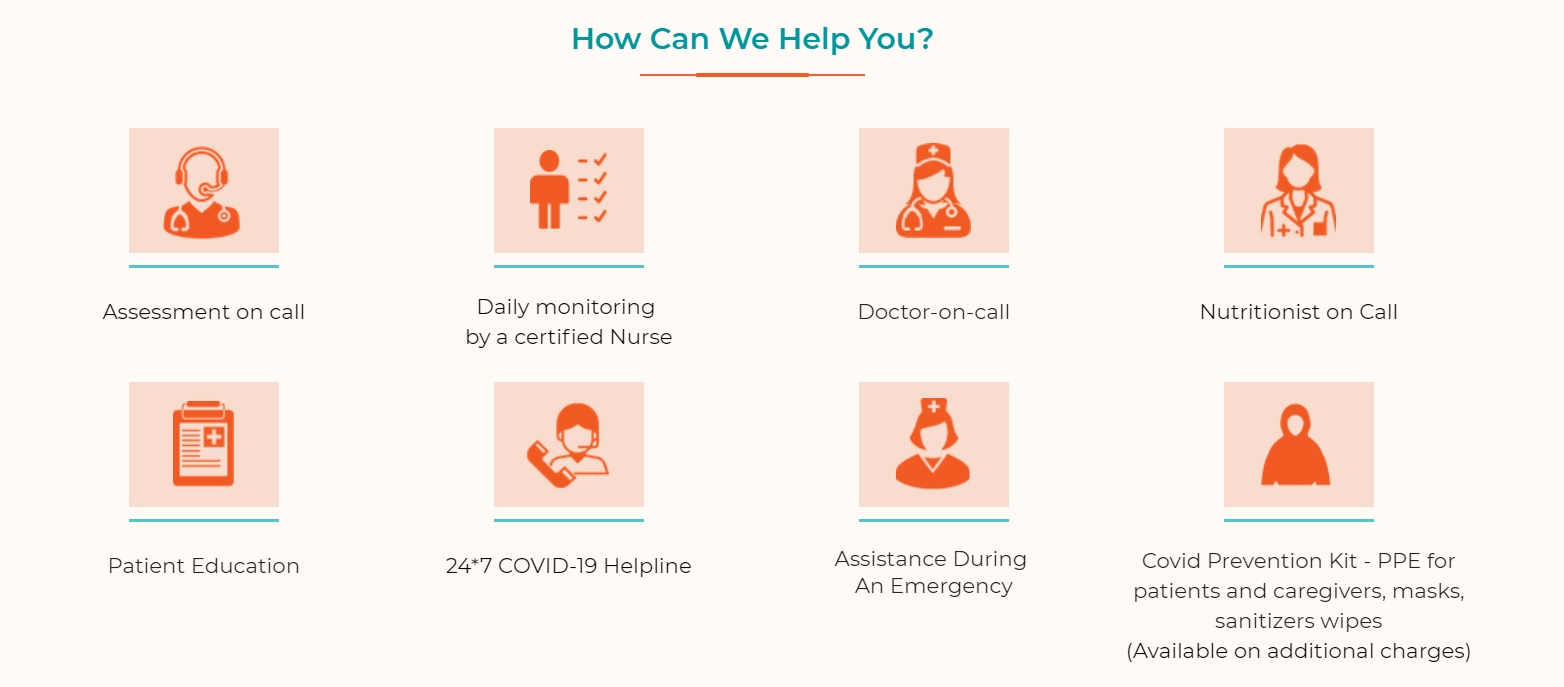 How Can We Help You?
Assessment on call
Daily monitoring
by a certified Nurse
Doctor-on-call
Nutritionist on Call
Patient Education
24*7 COVID-19 Helpline
Assistance During
An Emergency
Covid Prevention Kit - PPE for
patients and caregivers, masks,
sanitizers wipes
(Available on additional charges)